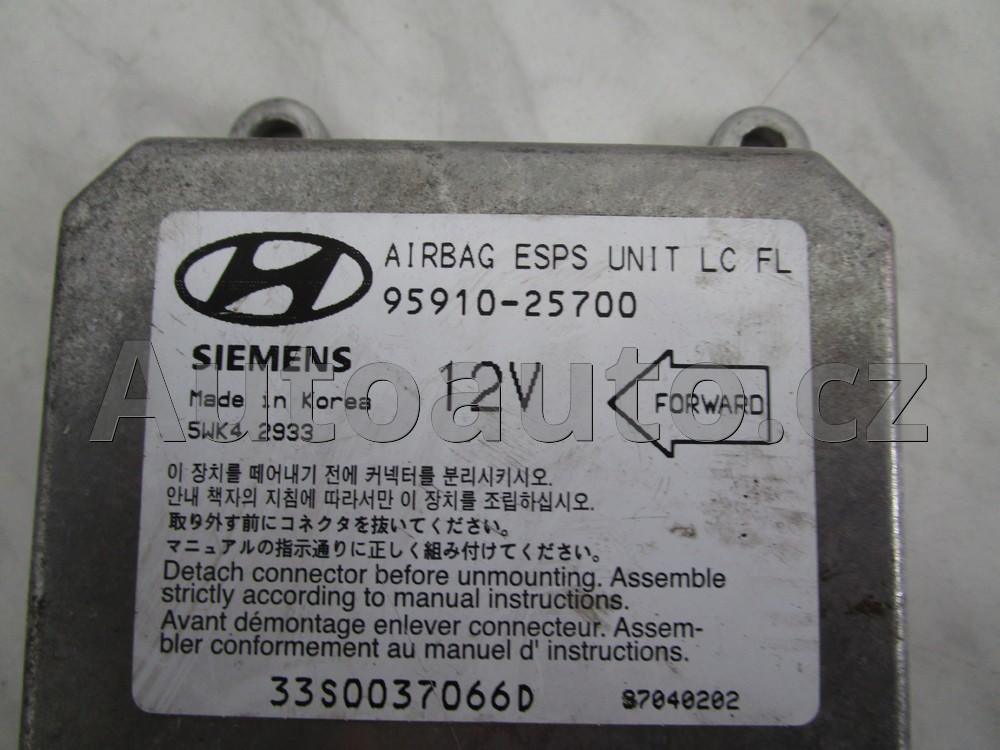 AIRBAG ESPS UNIT LC FL
95910-25700
SIEMENS
12V
Made in Korea
FORWARD
5WK4 2933
Autoauto.cz
이 장치를 떼어내기 전에 커넥터를 분리시키시오.
안내 책자의 지침에 따라서만 이 장치를 조립하십시오.
取り外す前にコネクタを抜いてください。
マニュアルの指示通りに正しく組み付けてください。
Detach connector before unmounting. Assemble
strictly according to manual instructions.
Avant démontage enlever connecteur. Assem-
bler conformement au manuel d' instructions.
33S0037066D
S7040202